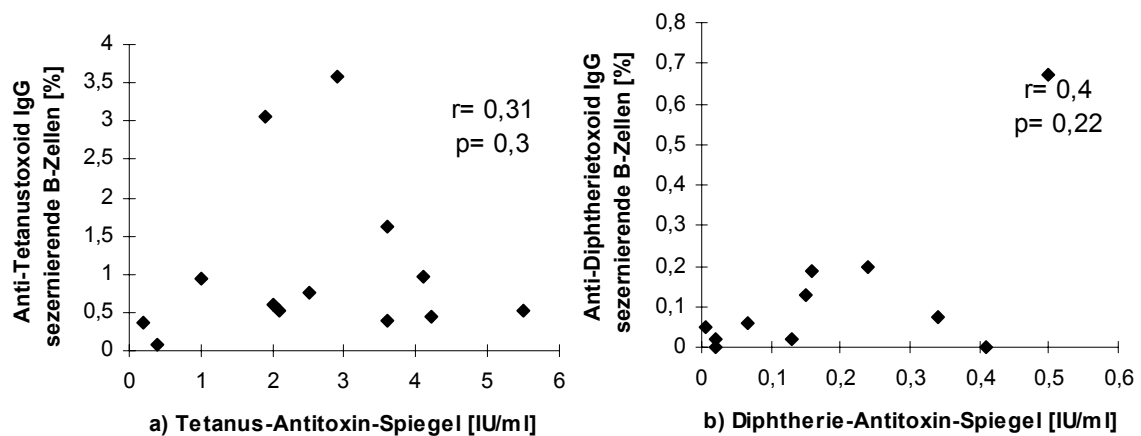 Anti-Tetanustoxoid IgG
sezernierende B-Zellen [%]
4
3,5
3
2,5
2
1,5
1
0,5
0
r= 0,31
p= 0,3
0 1 2 3 4 5 6
a) Tetanus-Antitoxin-Spiegel [IU/ml]
Anti-Diphtherietoxoid IgG
sezernierende B-Zellen [%]
0,8
0,7
0,6
0,5
0,4
0,3
0,2
0,1
0
r= 0,4
p= 0,22
0 0,1 0,2 0,3 0,4 0,5 0,6
b) Diphtherie-Antitoxin-Spiegel [IU/ml]